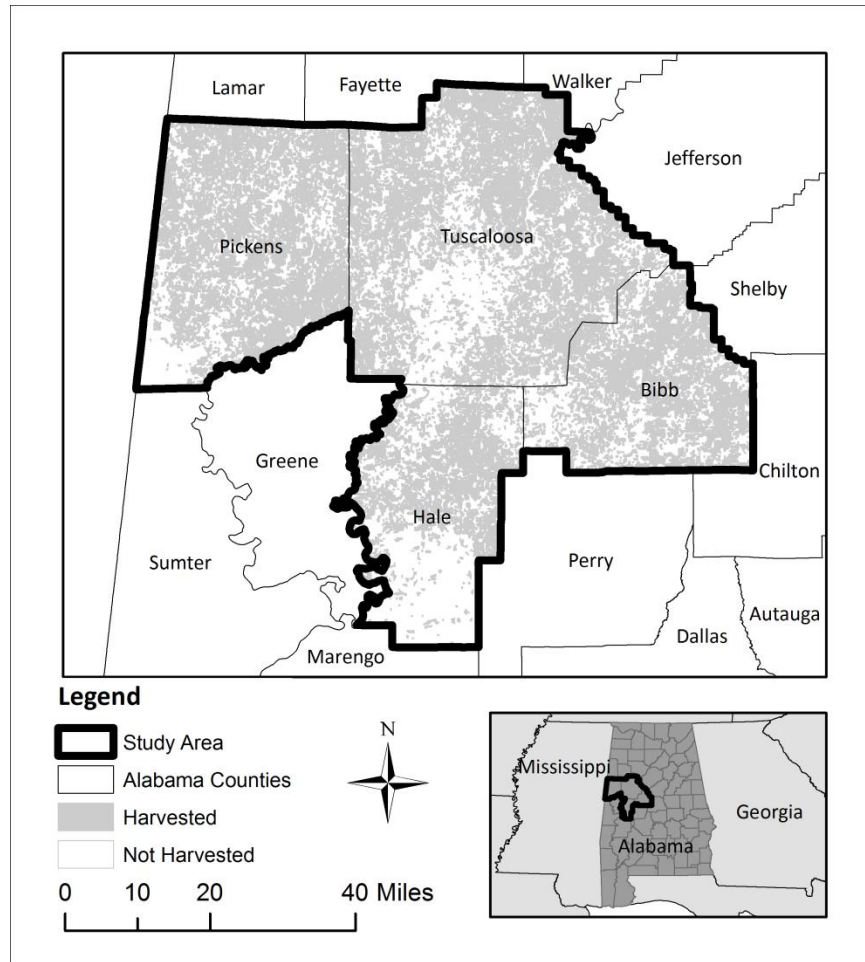 Lamar
Fayette
Walker
Jefferson
Pickens
Tuscaloosa
Shelby
Bibb
Greene
Chilton
Hale
Sumter
Perry
Autauga
Dallas
Marengo
Legend
Study Area
Alabama Counties
Harvested
Not Harvested
N
0 10 20 40 Miles
Mississippi
Georgia
Alabama